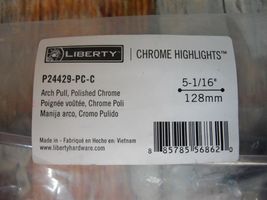 LIBERTY® CHROME HIGHLIGHTS™
P24429-PC-C
Arch Pull, Polished Chrome
Poignée voûtée, Chrome Poli
Manija arco, Cromo Pulido
5-1/16"
128mm
Made in - Fabriqué en Hecho en: Vietnam
www.libertyhardware.com
8 85785 56862 0